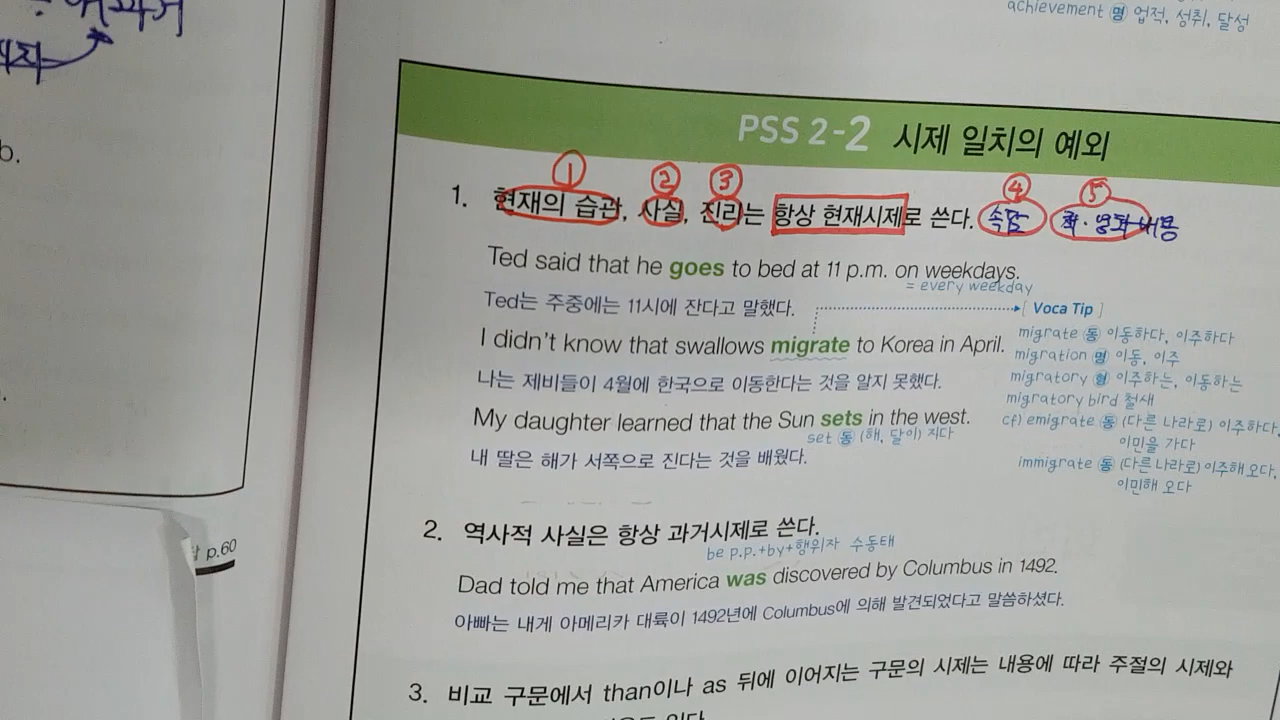 achievement 명 업적, 성취, 달성
b.
p.60
PSS 2-2 시제 일치의 예외
① ② ③ ④ ⑤
1. 현재의 습관, 사실, 진리는 항상 현재시제로 쓴다. 속담 책·영화 내용
Ted said that he goes to bed at 11 p.m. on weekdays.
= every weekday
Ted는 주중에는 11시에 잔다고 말했다.
[ Voca Tip ]
I didn't know that swallows migrate to Korea in April.
나는 제비들이 4월에 한국으로 이동한다는 것을 알지 못했다.
My daughter learned that the Sun sets in the west.
set 동 (해, 달이) 지다
내 딸은 해가 서쪽으로 진다는 것을 배웠다.
migrate 동 이동하다, 이주하다
migration 명 이동, 이주
migratory 형 이주하는, 이동하는
migratory bird 철새
cf) emigrate 동 (다른 나라로) 이주하다,
이민을 가다
immigrate 동 (다른 나라로) 이주해 오다,
이민해 오다
2. 역사적 사실은 항상 과거시제로 쓴다.
be p.p.+by+행위자 수동태
Dad told me that America was discovered by Columbus in 1492.
아빠는 내게 아메리카 대륙이 1492년에 Columbus에 의해 발견되었다고 말씀하셨다.
3. 비교 구문에서 than이나 as 뒤에 이어지는 구문의 시제는 내용에 따라 주절의 시제와